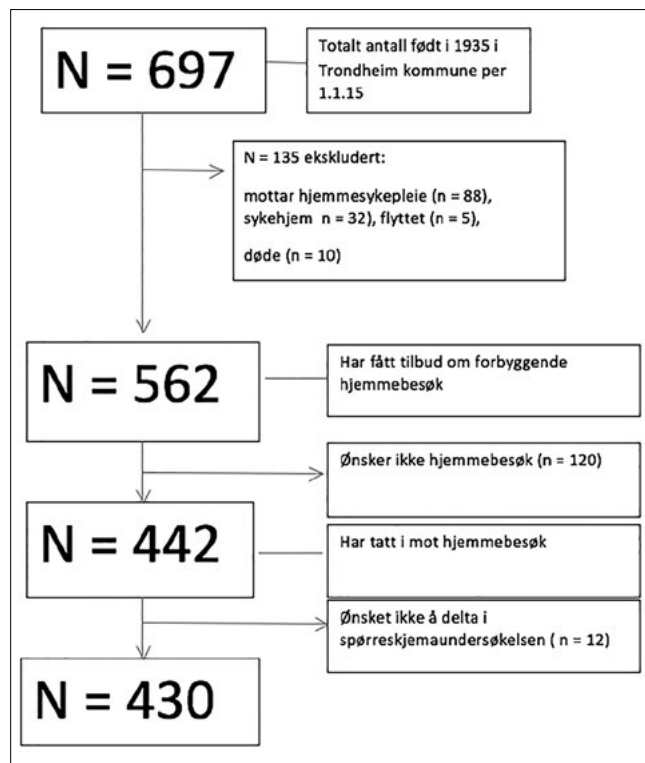 N = 697
Totalt antall født i 1935 i
Trondheim kommune per
1.1.15
N = 135 ekskludert:
mottar hjemmesykepleie (n = 88),
sykehjem  n = 32), flyttet (n = 5),
døde (n = 10)
N = 562
Har fått tilbud om forbyggende
hjemmebesøk
Ønsker ikke hjemmebesøk (n = 120)
N = 442
Har tatt i mot hjemmebesøk
Ønsket ikke å delta i
spørreskjemaundersøkelsen ( n = 12)
N = 430